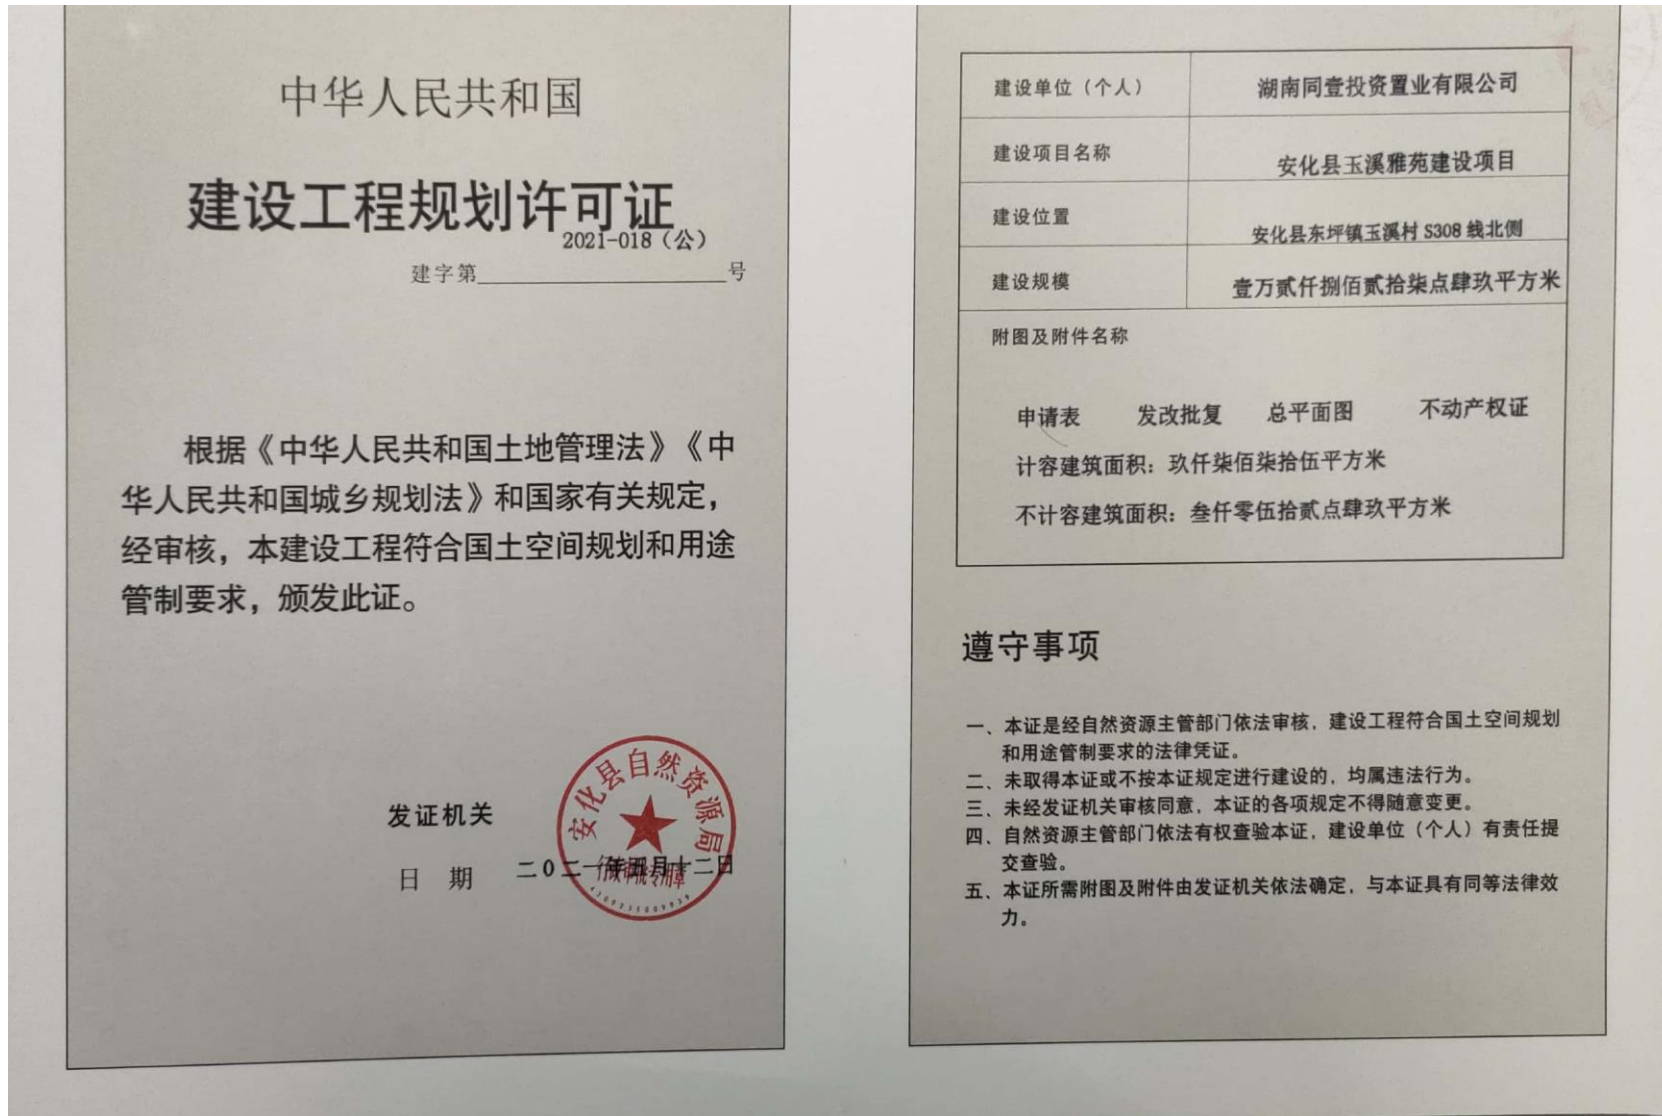 中华人民共和国
建设工程规划许可证
2021-018（公）
建字第 号
根据《中华人民共和国土地管理法》《中
华人民共和国城乡规划法》和国家有关规定，
经审核，本建设工程符合国土空间规划和用途
管制要求，颁发此证。
安化县自然资源局
发证机关
行政审批专用章
日 期 二0二一年五月十二日
建设单位（个人） 湖南同壹投资置业有限公司
建设项目名称 安化县玉溪雅苑建设项目
建设位置 安化县东坪镇玉溪村 S308 线北侧
建设规模 壹万贰仟捌佰贰拾柒点肆玖平方米
附图及附件名称
申请表 发改批复 总平面图 不动产权证
计容建筑面积：玖仟柒佰柒拾伍平方米
不计容建筑面积：叁仟零伍拾贰点肆玖平方米
遵守事项
一、本证是经自然资源主管部门依法审核，建设工程符合国土空间规划
和用途管制要求的法律凭证。
二、未取得本证或不按本证规定进行建设的，均属违法行为。
三、未经发证机关审核同意，本证的各项规定不得随意变更。
四、自然资源主管部门依法有权查验本证，建设单位（个人）有责任提
交查验。
五、本证所需附图及附件由发证机关依法确定，与本证具有同等法律效
力。